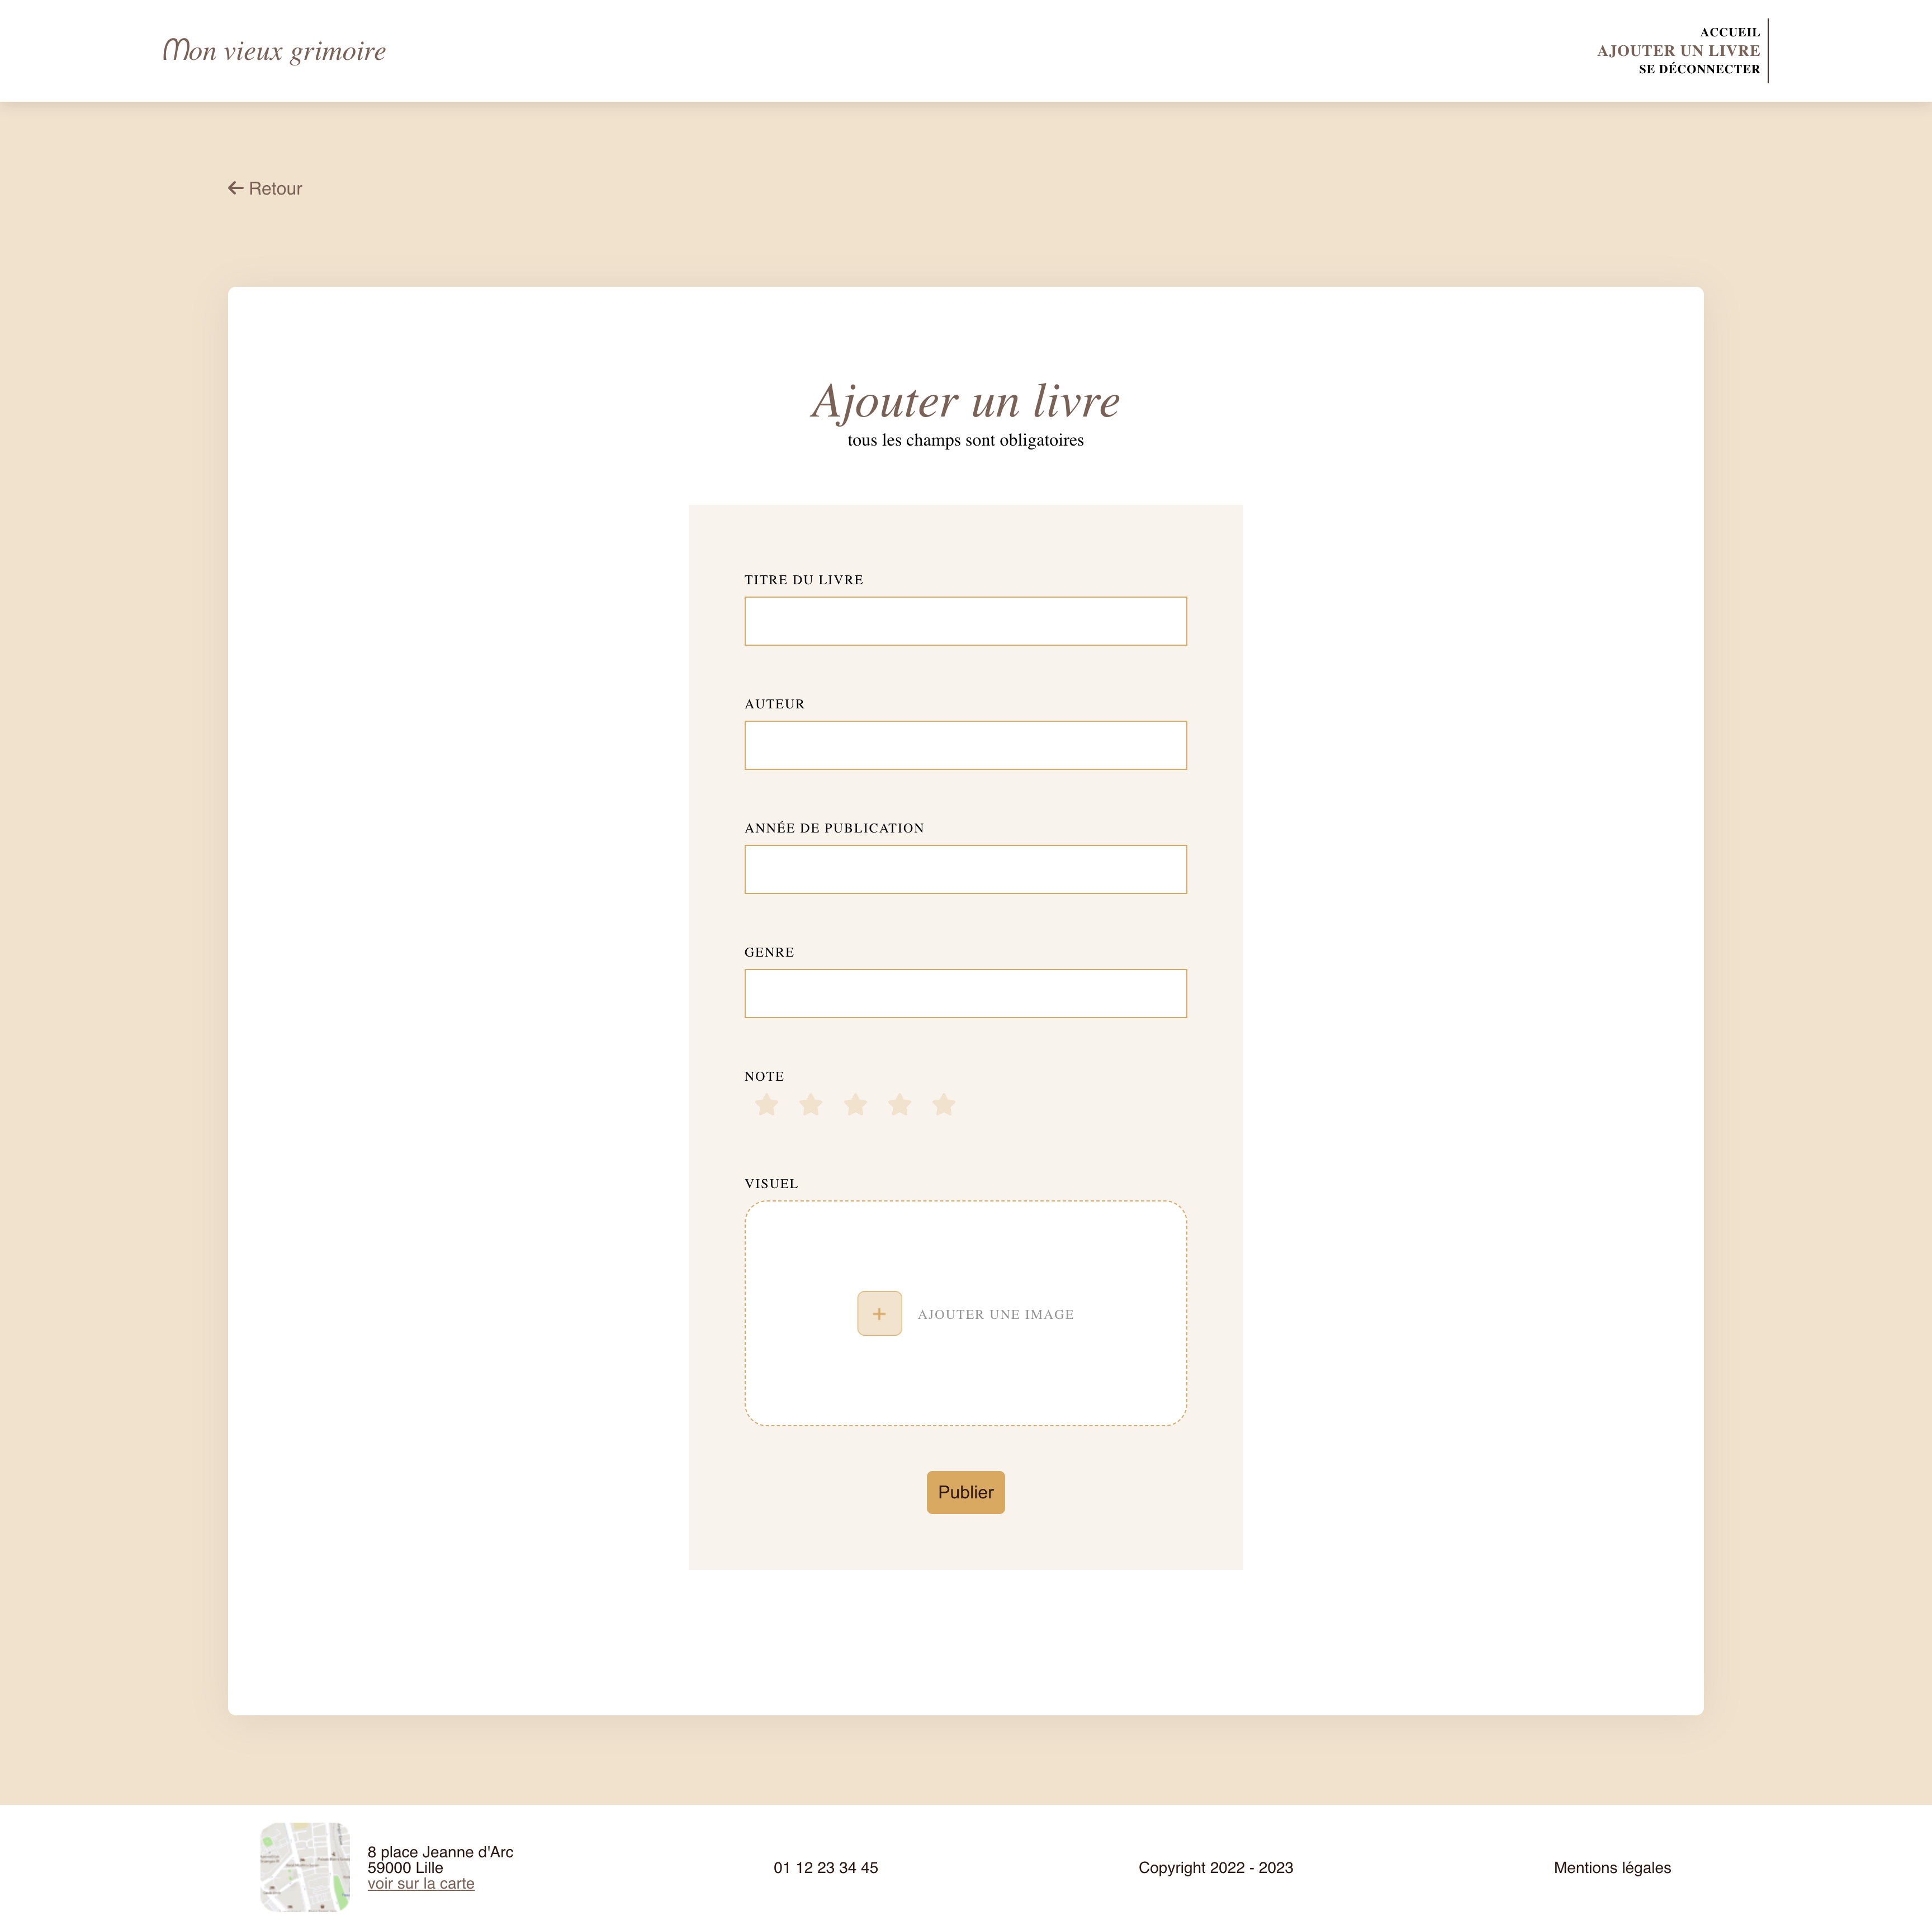 Mon vieux grimoire
ACCUEIL
AJOUTER UN LIVRE
SE DÉCONNECTER
Retour
Ajouter un livre
tous les champs sont obligatoires
TITRE DU LIVRE
AUTEUR
ANNÉE DE PUBLICATION
GENRE
NOTE
VISUEL
AJOUTER UNE IMAGE
Publier
8 place Jeanne d'Arc
59000 Lille
voir sur la carte
01 12 23 34 45
Copyright 2022 - 2023
Mentions légales